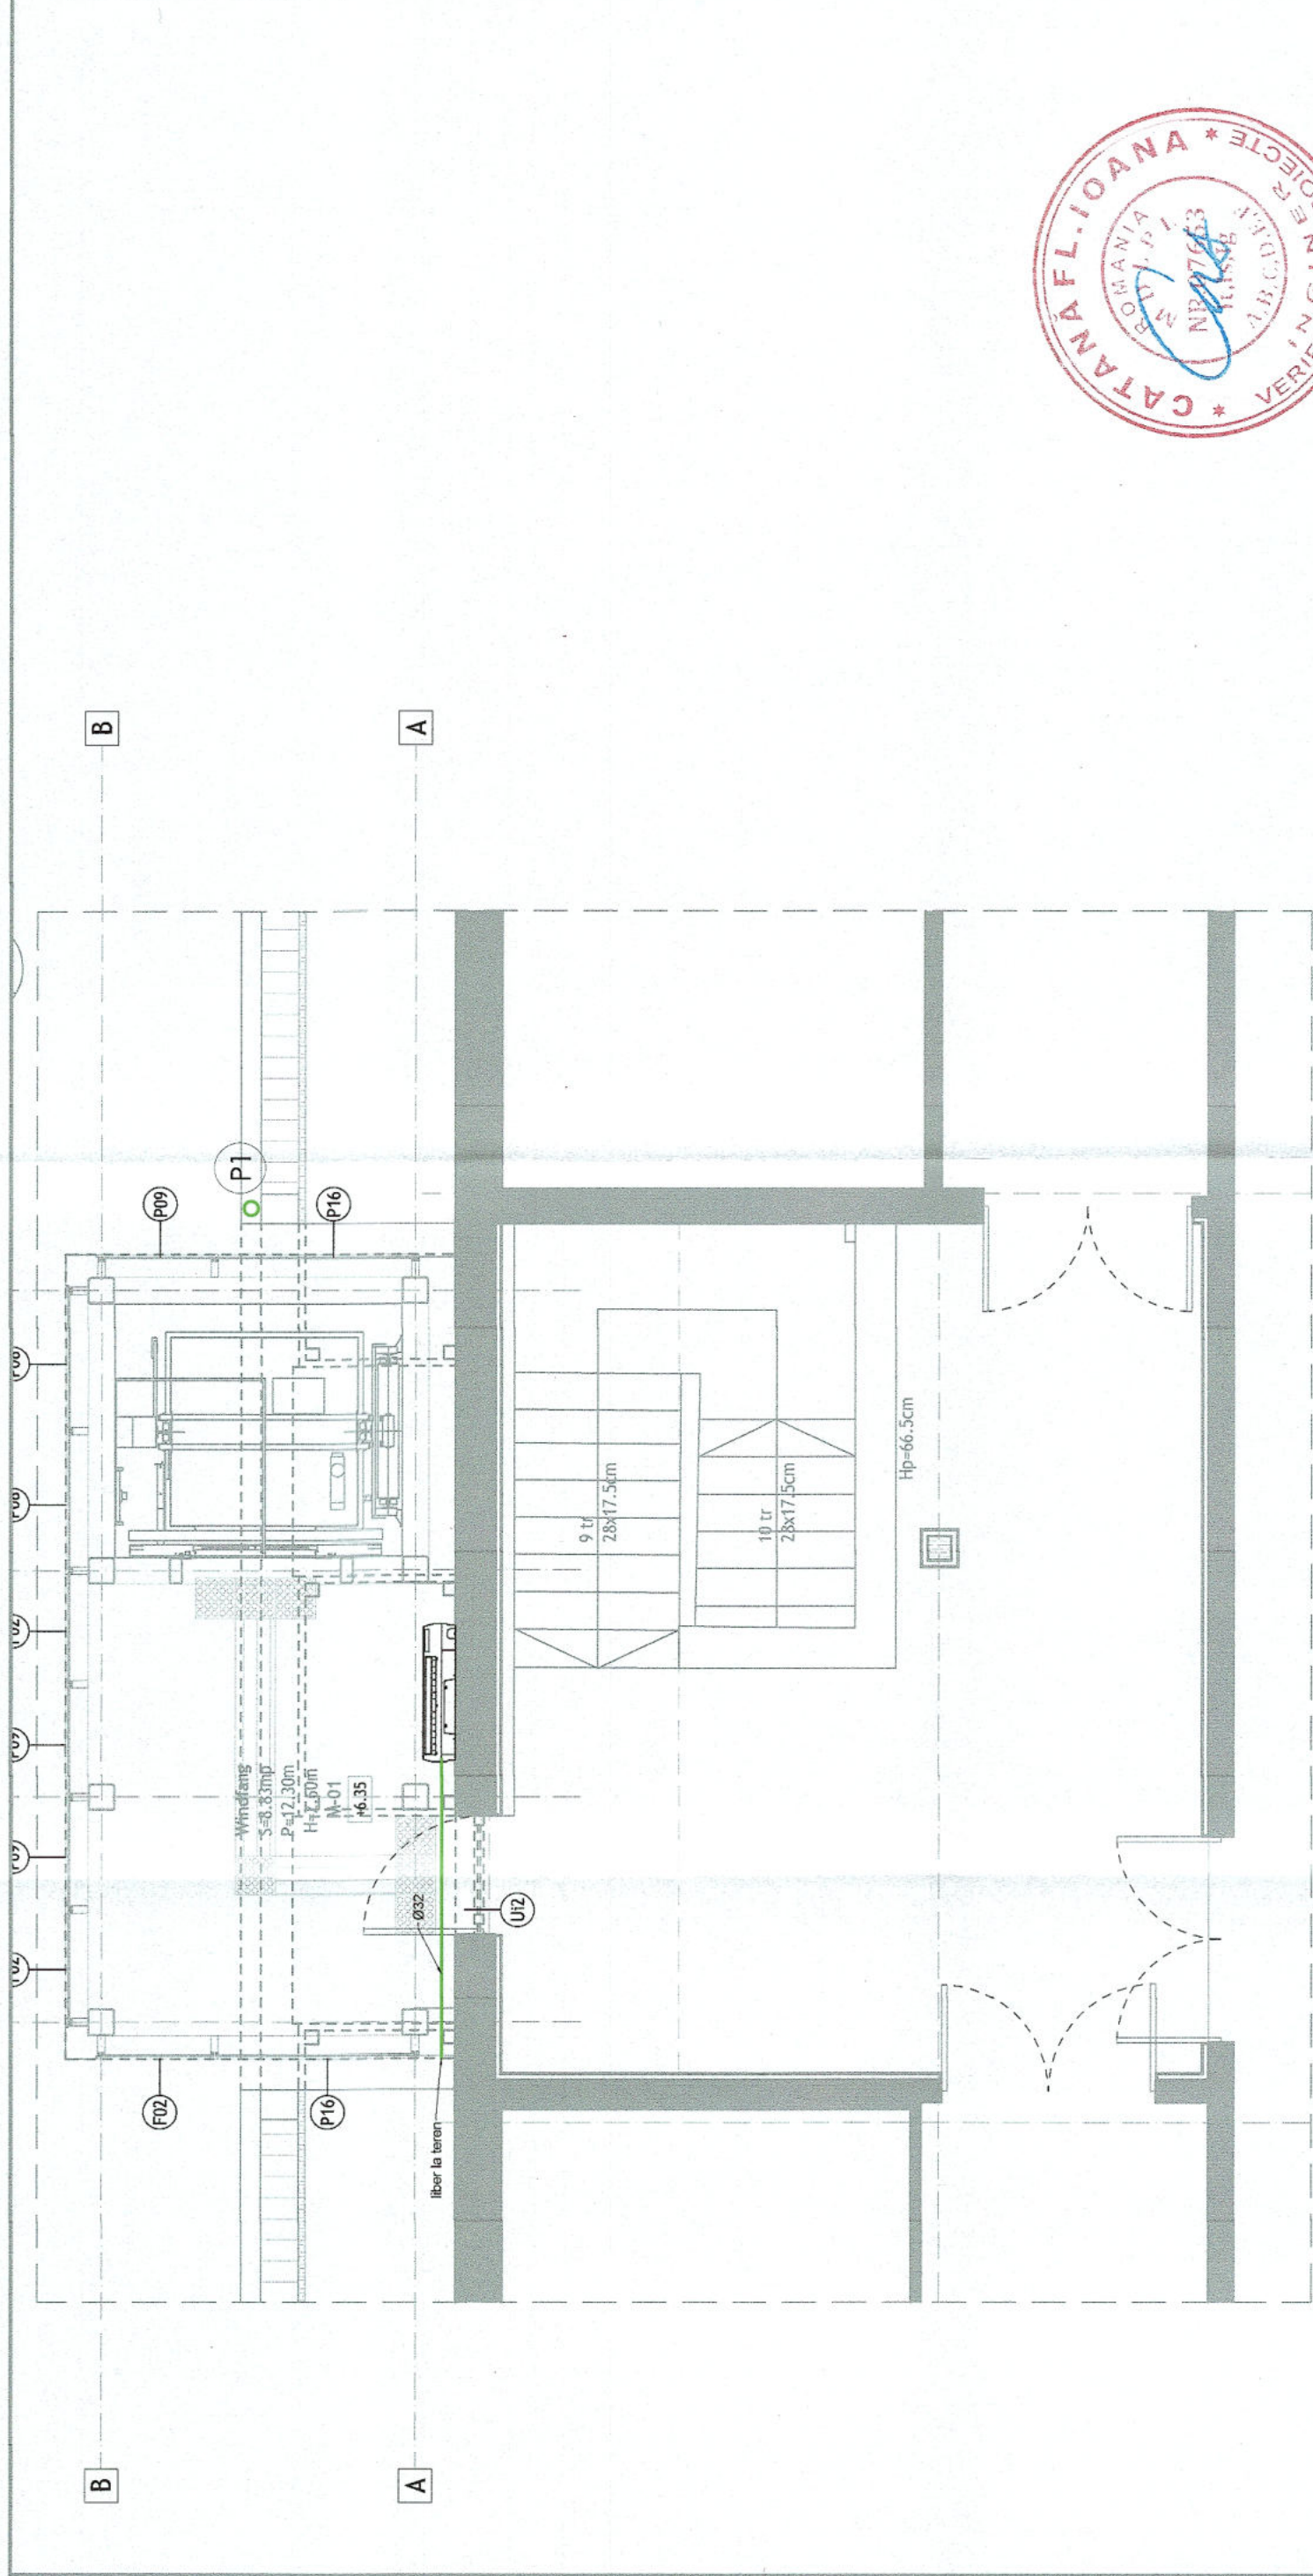 B
A
P1
P09
P16
F02
Windfang
S=8.83mp
P=12.30m
H=2.60m
M-01
+6.35
Ø32
Ui2
F02
P16
liber la teren
9 tr
28x17.5cm
10 tr
28x17.5cm
Hp=66.5cm
B
A
CATANĂ FL. IOANA *
ROMANIA